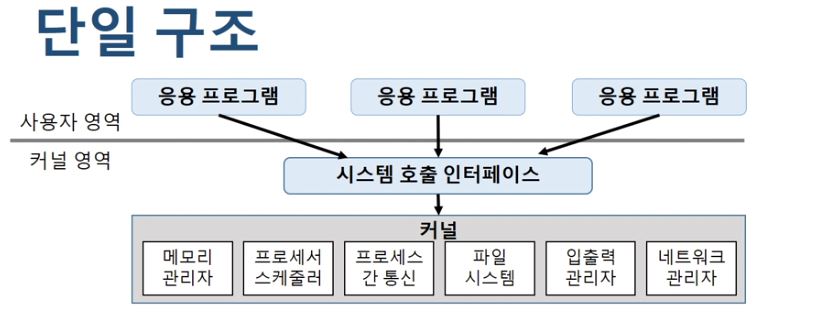 단일 구조
응용 프로그램 응용 프로그램 응용 프로그램
사용자 영역
커널 영역
시스템 호출 인터페이스
커널
메모리
관리자
프로세서
스케줄러
프로세스
간 통신
파일
시스템
입출력
관리자
네트워크
관리자